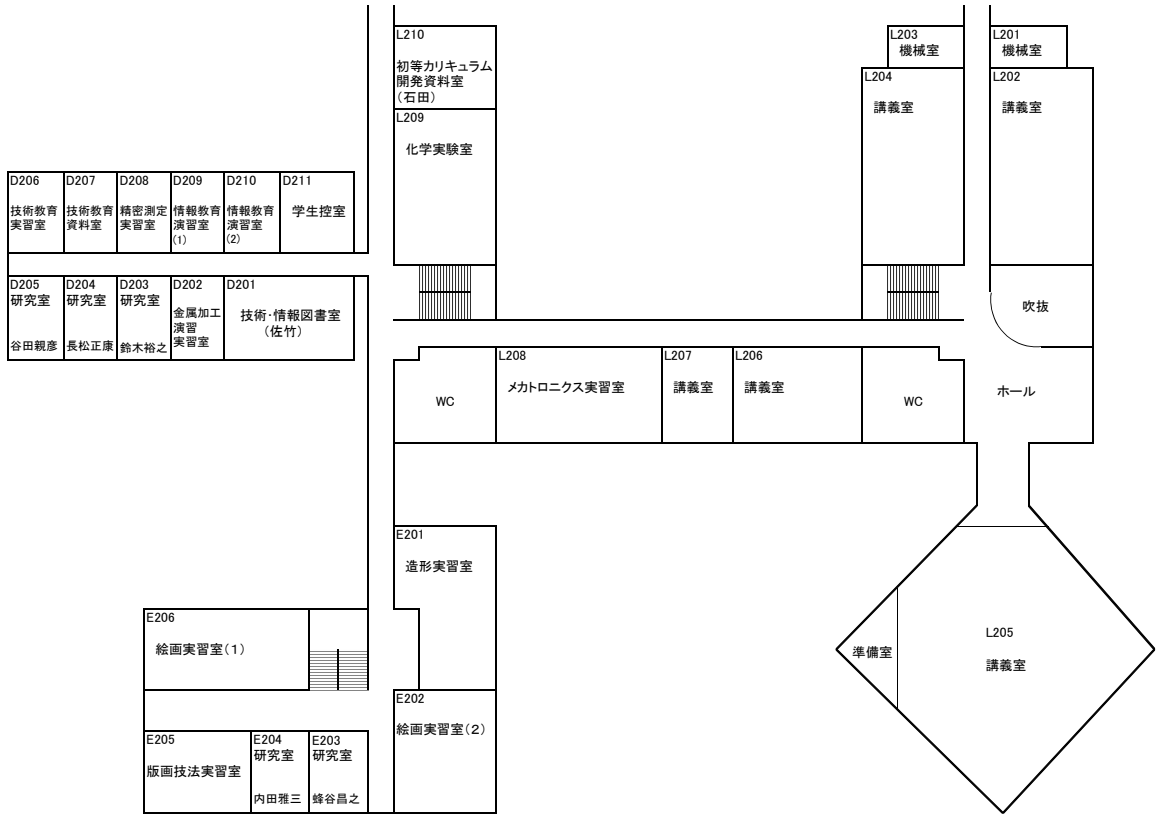 L210
初等カリキュラム
開発資料室
（石田）
L209
化学実験室
L203
機械室
L201
機械室
L204
講義室
L202
講義室
D206
技術教育
実習室
D207
技術教育
資料室
D208
精密測定
実習室
D209
情報教育
演習室
(1)
D210
情報教育
演習室
(2)
D211
学生控室
D205
研究室
谷田親彦
D204
研究室
長松正康
D203
研究室
鈴木裕之
D202
金属加工
演習
実習室
D201
技術・情報図書室
（佐竹）
吹抜
WC
L208
メカトロニクス実習室
L207
講義室
L206
講義室
WC
ホール
E201
造形実習室
E206
絵画実習室（１）
E202
絵画実習室（２）
E205
版画技法実習室
E204
研究室
内田雅三
E203
研究室
蜂谷昌之
準備室
L205
講義室